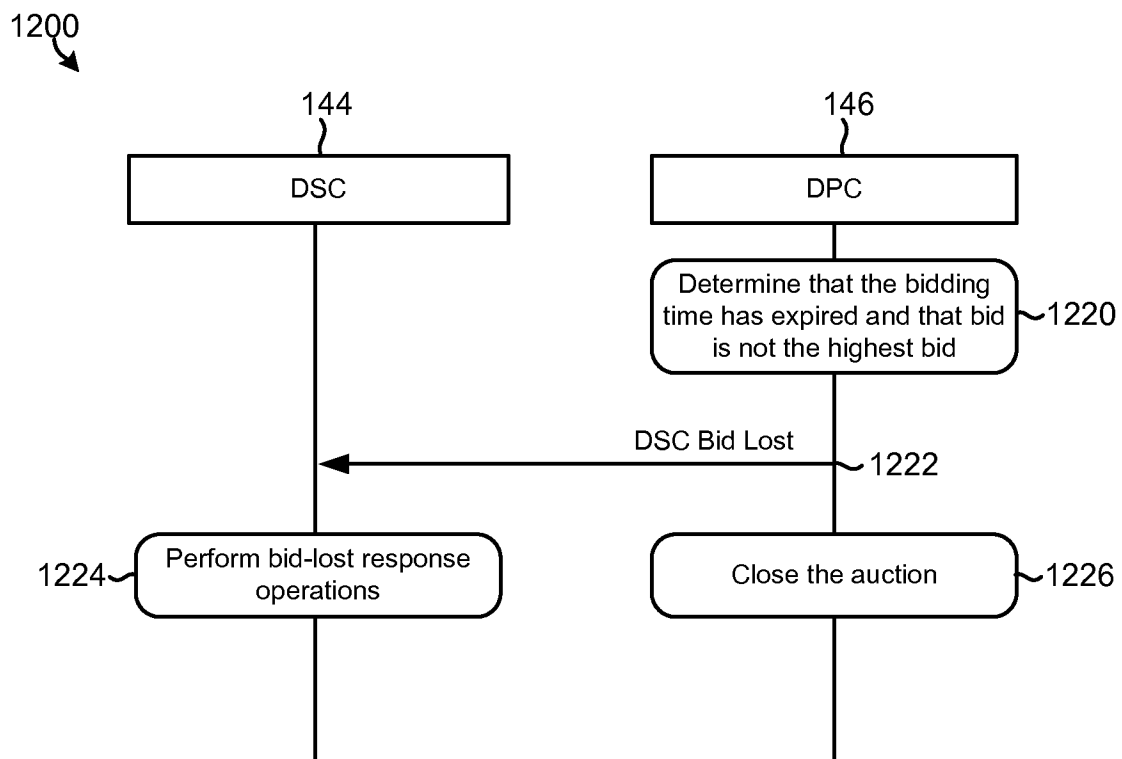 1200
144
146
DSC
DPC
Determine that the bidding
time has expired and that bid
is not the highest bid
1220
DSC Bid Lost
1222
1224
Perform bid-lost response
operations
Close the auction
1226